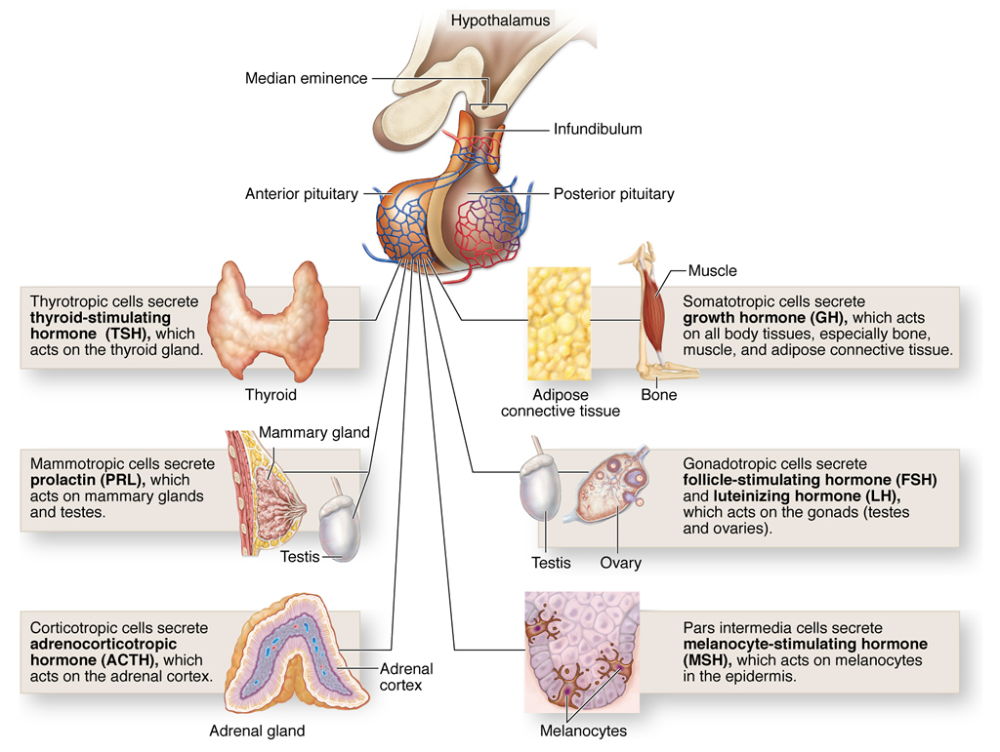 Hypothalamus
Median eminence
Infundibulum
Anterior pituitary
Posterior pituitary
Muscle
Thyrotropic cells secrete
thyroid-stimulating
hormone (TSH), which
acts on the thyroid gland.
Thyroid
Somatotropic cells secrete
growth hormone (GH), which acts
on all body tissues, especially bone,
muscle, and adipose connective tissue.
Adipose
connective tissue
Bone
Mammary gland
Mammotropic cells secrete
prolactin (PRL), which
acts on mammary glands
and testes.
Testis
Gonadotropic cells secrete
follicle-stimulating hormone (FSH)
and luteinizing hormone (LH),
which acts on the gonads (testes
and ovaries).
Testis
Ovary
Corticotropic cells secrete
adrenocorticotropic
hormone (ACTH), which
acts on the adrenal cortex.
Adrenal
cortex
Adrenal gland
Pars intermedia cells secrete
melanocyte-stimulating hormone
(MSH), which acts on melanocytes
in the epidermis.
Melanocytes